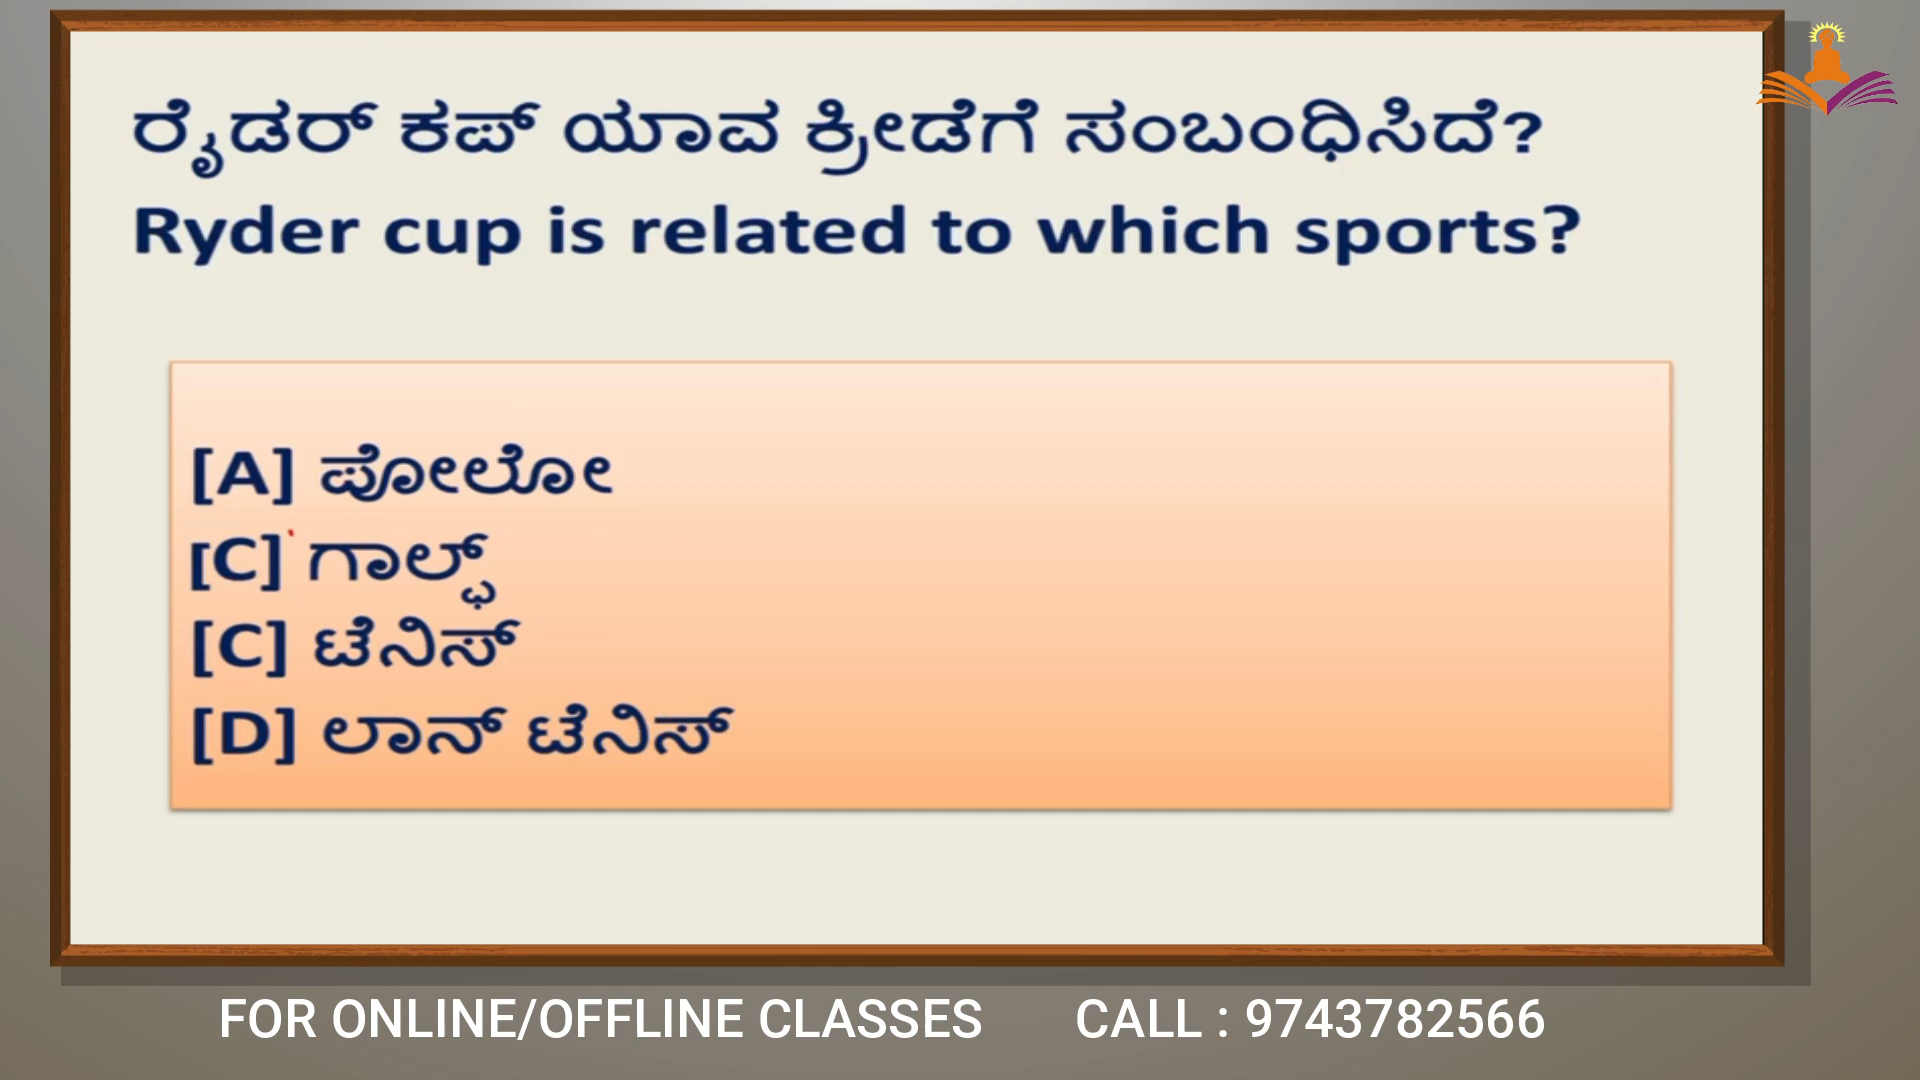 ರೈಡರ್ ಕಪ್ ಯಾವ ಕ್ರೀಡೆಗೆ ಸಂಬಂಧಿಸಿದೆ?
Ryder cup is related to which sports?
[A] ಪೋಲೋ
[C] ಗಾಲ್ಫ್
[C] ಟೆನಿಸ್
[D] ಲಾನ್ ಟೆನಿಸ್
FOR ONLINE/OFFLINE CLASSES CALL : 9743782566